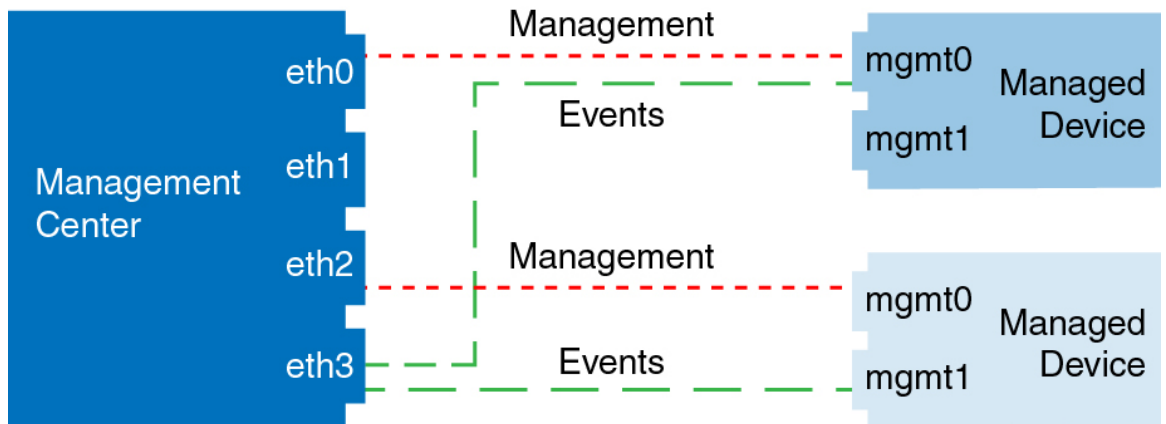 Management
Center
eth0
eth1
eth2
eth3
Management
Events
Management
Events
mgmt0
mgmt1
Managed
Device
mgmt0
mgmt1
Managed
Device